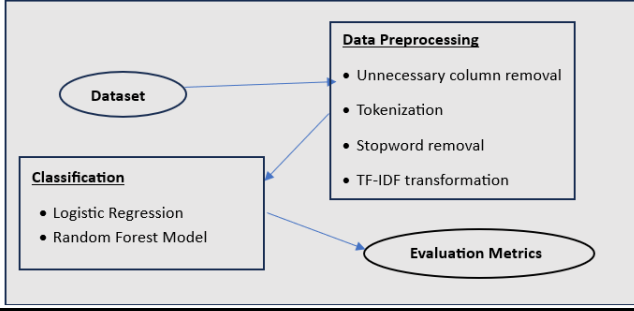 Dataset
Data Preprocessing
• Unnecessary column removal
• Tokenization
• Stopword removal
• TF-IDF transformation
Classification
• Logistic Regression
• Random Forest Model
Evaluation Metrics